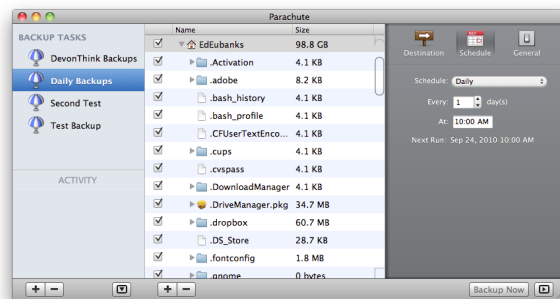 Parachute
BACKUP TASKS
DevonThink Backups
Daily Backups
Second Test
Test Backup
ACTIVITY
Name Size
EdEubanks 98.8 GB
.Activation 4.1 KB
.adobe 8.2 KB
.bash_history 4.1 KB
.bash_profile 4.1 KB
.CFUserTextEnco... 4.1 KB
.cups 4.1 KB
.cvspass 4.1 KB
.DownloadManager 4.1 KB
.DriveManager.pkg 34.7 MB
.dropbox 60.7 MB
.DS_Store 28.7 KB
.fontconfig 1.8 MB
.gnome 0 bytes
Destination Schedule General
Schedule: Daily
Every: 1 day(s)
At: 10:00 AM
Next Run: Sep 24, 2010 10:00 AM
Backup Now